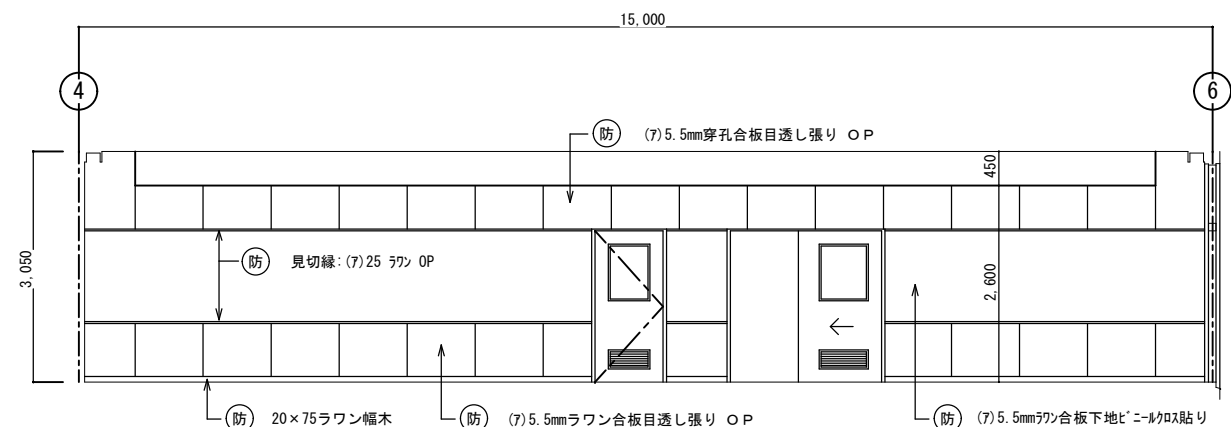 15,000
4
6
防 (ｱ)5.5mm穿孔合板目透し張り ＯＰ
450
3,050
防 見切縁:(ｱ)25 ﾗﾜﾝ OP
2,600
防 20×75ラワン幅木
防 (ｱ)5.5mmラワン合板目透し張り ＯＰ
防 (ｱ)5.5mmﾗﾜﾝ合板下地ﾋﾞﾆｰﾙｸﾛｽ貼り